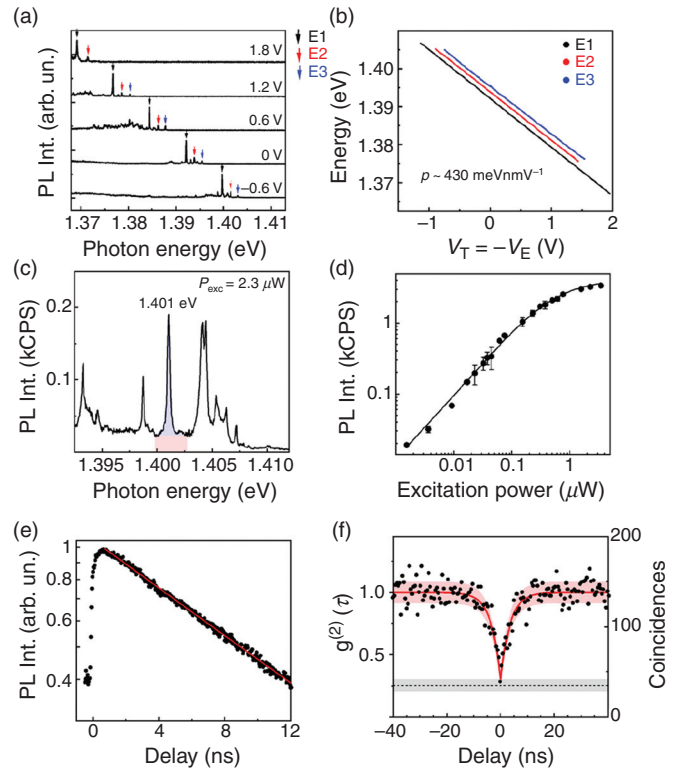 (a)
PL Int. (arb. un.)
E1
E2
E3
1.8 V
1.2 V
0.6 V
0 V
−0.6 V
1.37 1.38 1.39 1.40 1.41
Photon energy (eV)
(b)
Energy (eV)
1.40
1.39
1.38
1.37
E1
E2
E3
p ~ 430 meVnmV⁻¹
−1 0 1 2
V_T = −V_E (V)
(c)
PL Int. (kCPS)
0.2
0.1
P_exc = 2.3 μW
1.401 eV
1.395 1.400 1.405 1.410
Photon energy (eV)
(d)
PL Int. (kCPS)
1
0.1
0.01 0.1 1
Excitation power (μW)
(e)
PL Int. (arb. un.)
1
0.8
0.6
0.4
0 4 8 12
Delay (ns)
(f)
g⁽²⁾ (τ)
1.0
0.5
200
100
0
Coincidences
−40 −20 0 20
Delay (ns)